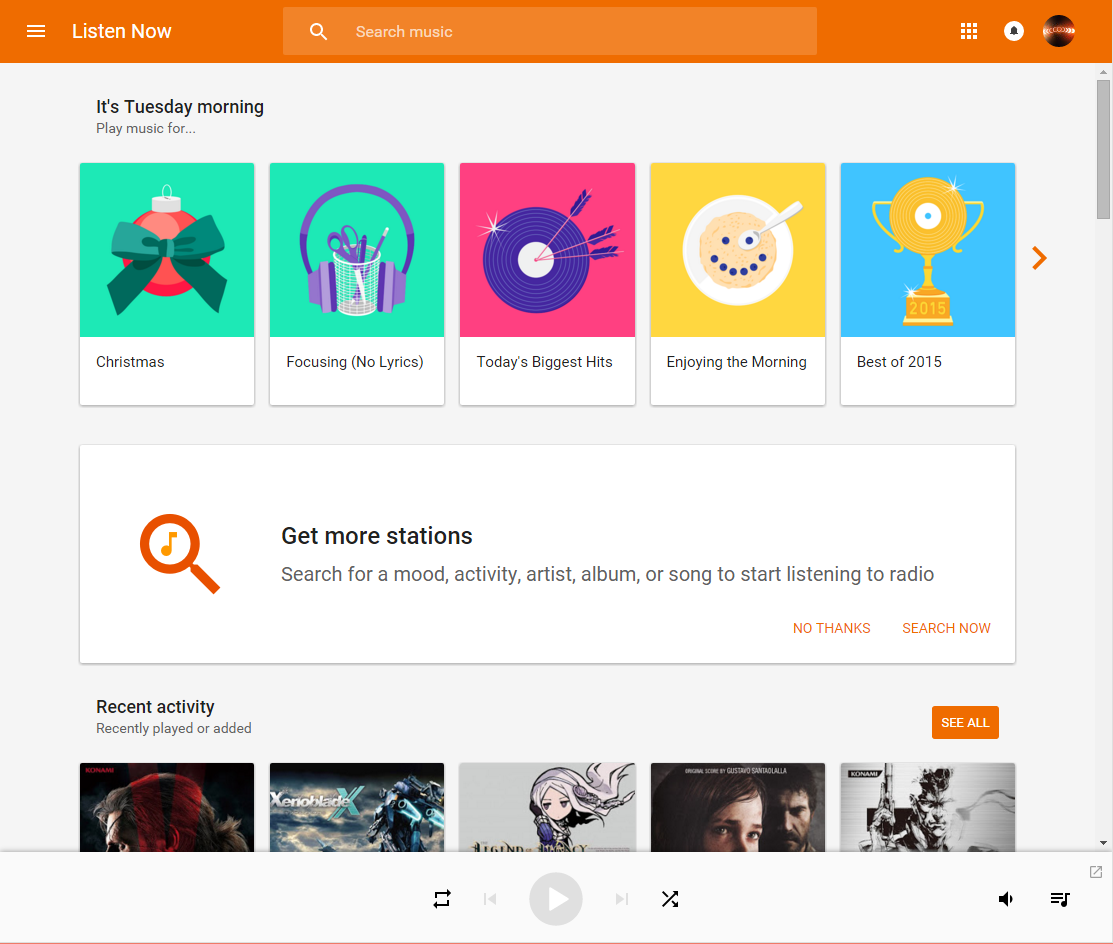 Listen Now
Search music
It's Tuesday morning
Play music for...
2015
Christmas
Focusing (No Lyrics)
Today's Biggest Hits
Enjoying the Morning
Best of 2015
Get more stations
Search for a mood, activity, artist, album, or song to start listening to radio
NO THANKS
SEARCH NOW
Recent activity
Recently played or added
SEE ALL
KONAMI
XenobladeX
ORIGINAL SCORE BY GUSTAVO SANTAOLALLA
KONAMI